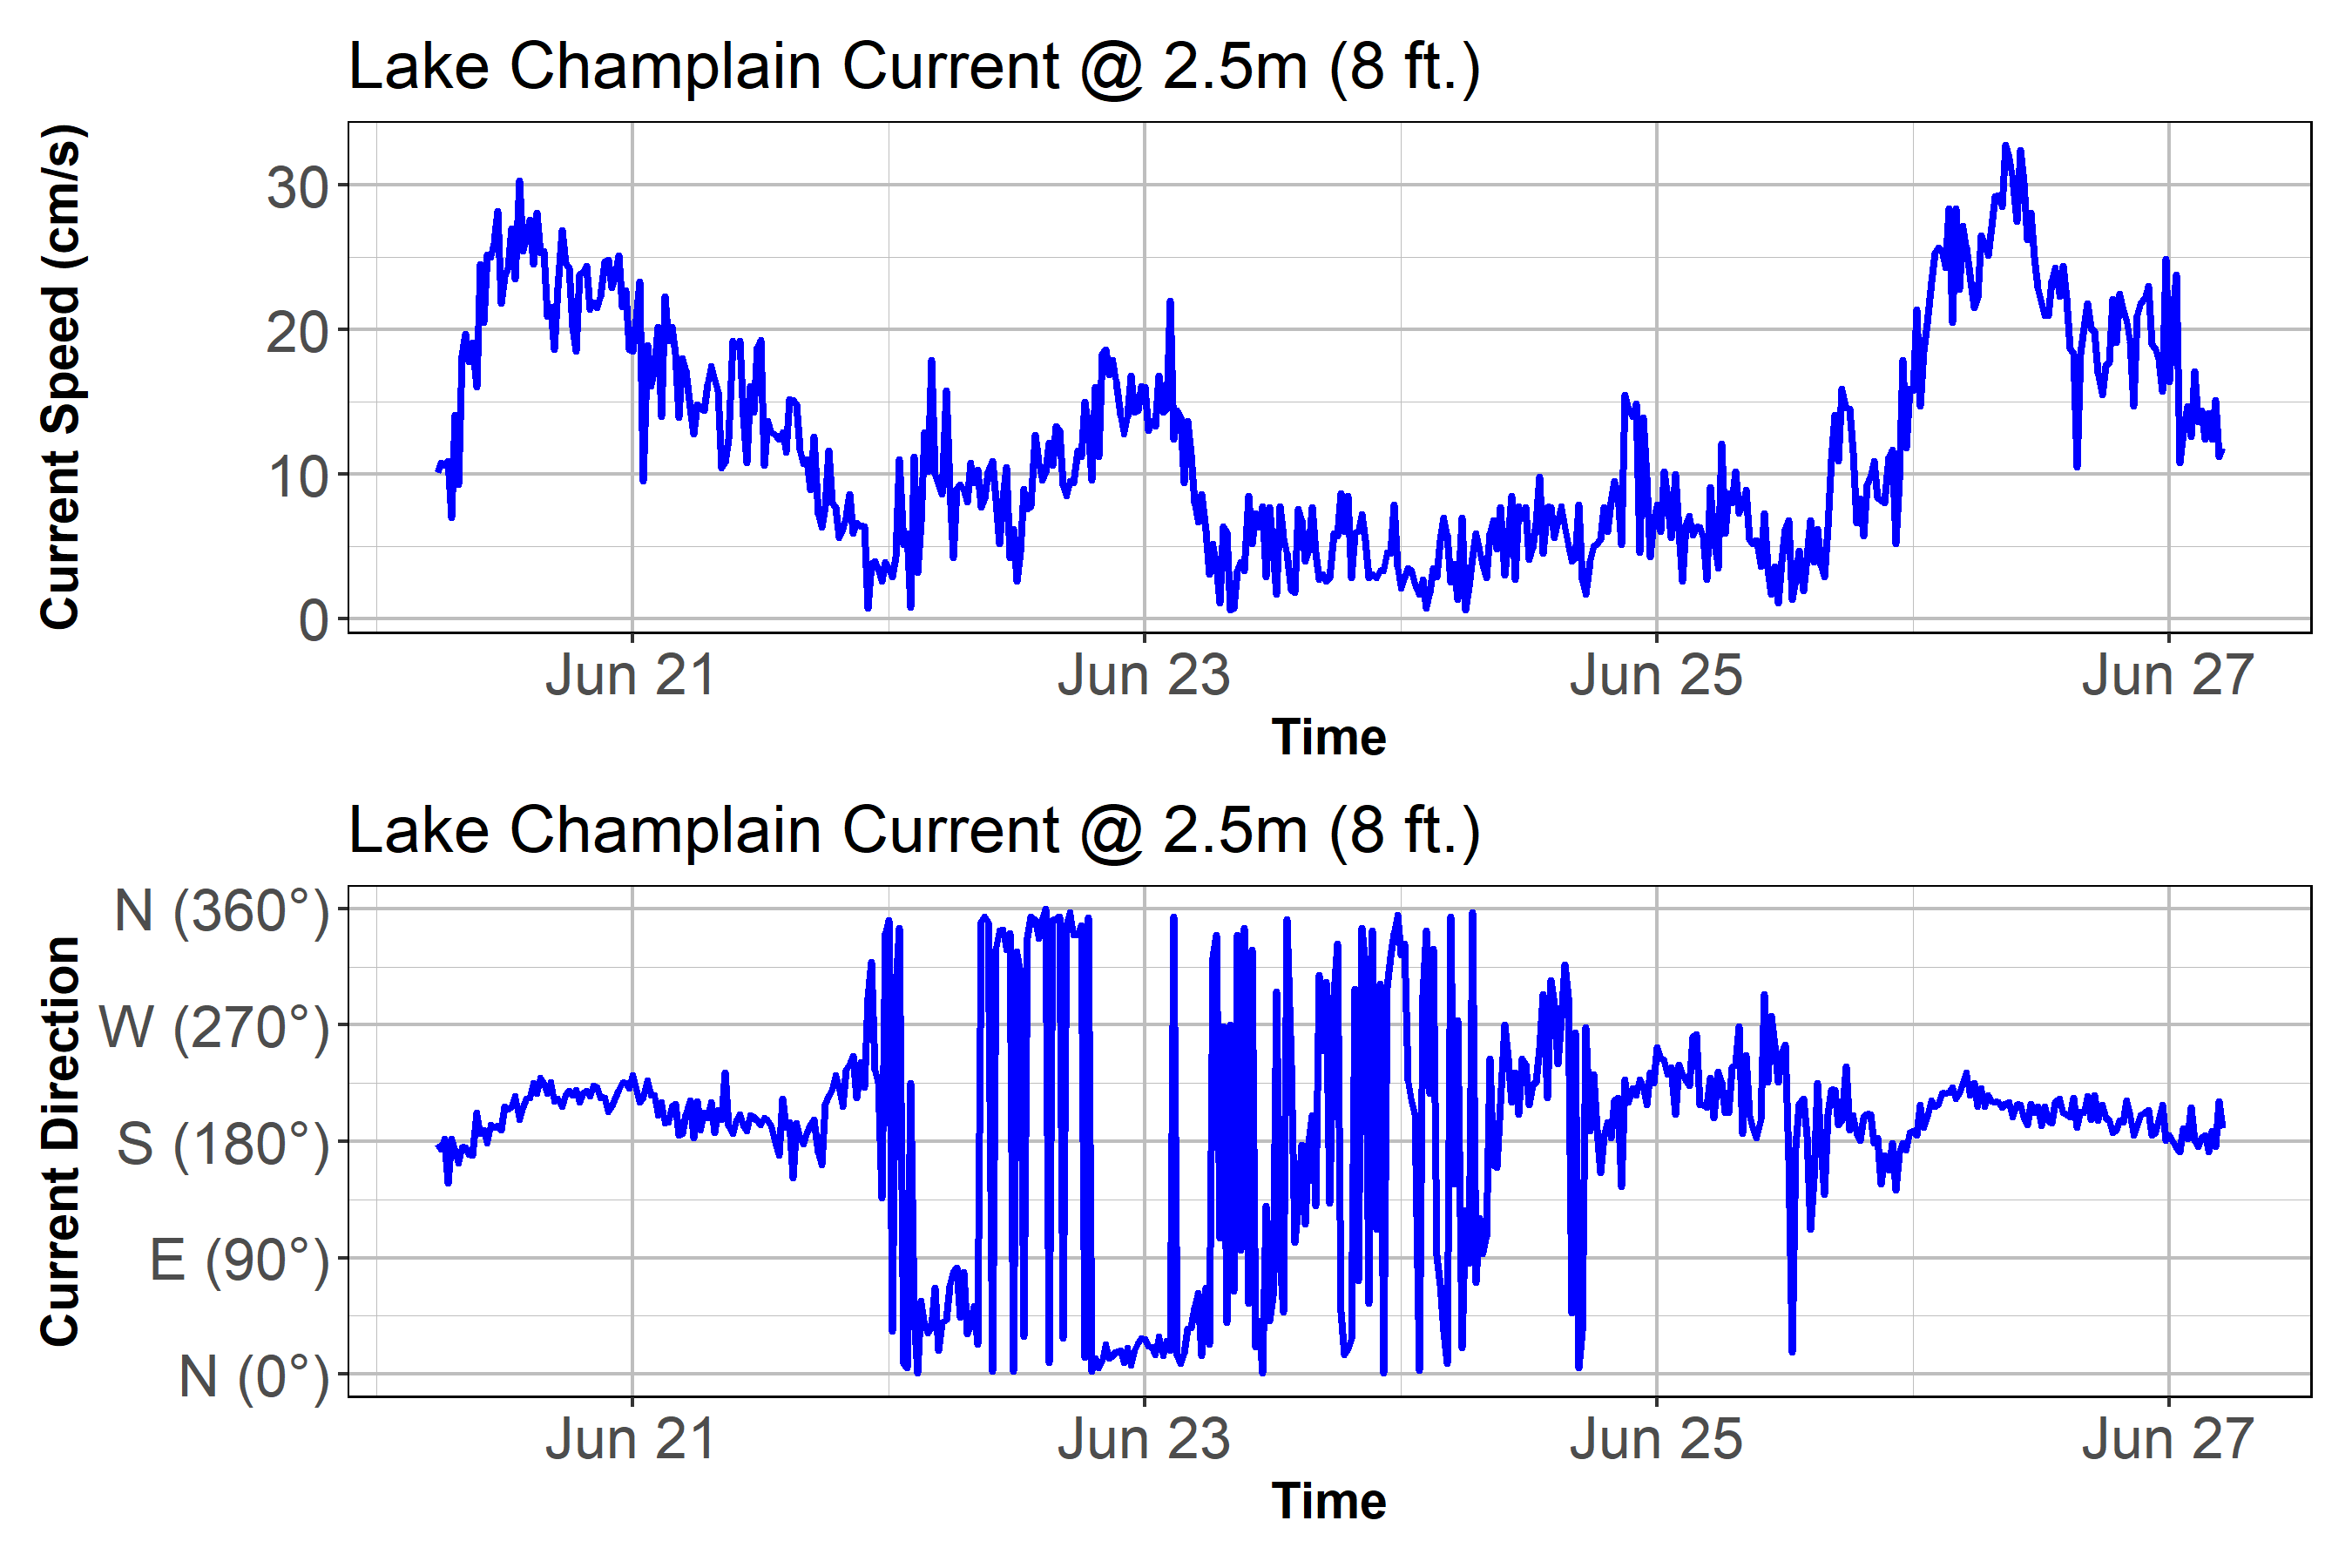 Lake Champlain Current @ 2.5m (8 ft.)
Current Speed (cm/s)
30
20
10
0
Jun 21 Jun 23 Jun 25 Jun 27
Time
Lake Champlain Current @ 2.5m (8 ft.)
Current Direction
N (360°)
W (270°)
S (180°)
E (90°)
N (0°)
Jun 21 Jun 23 Jun 25 Jun 27
Time